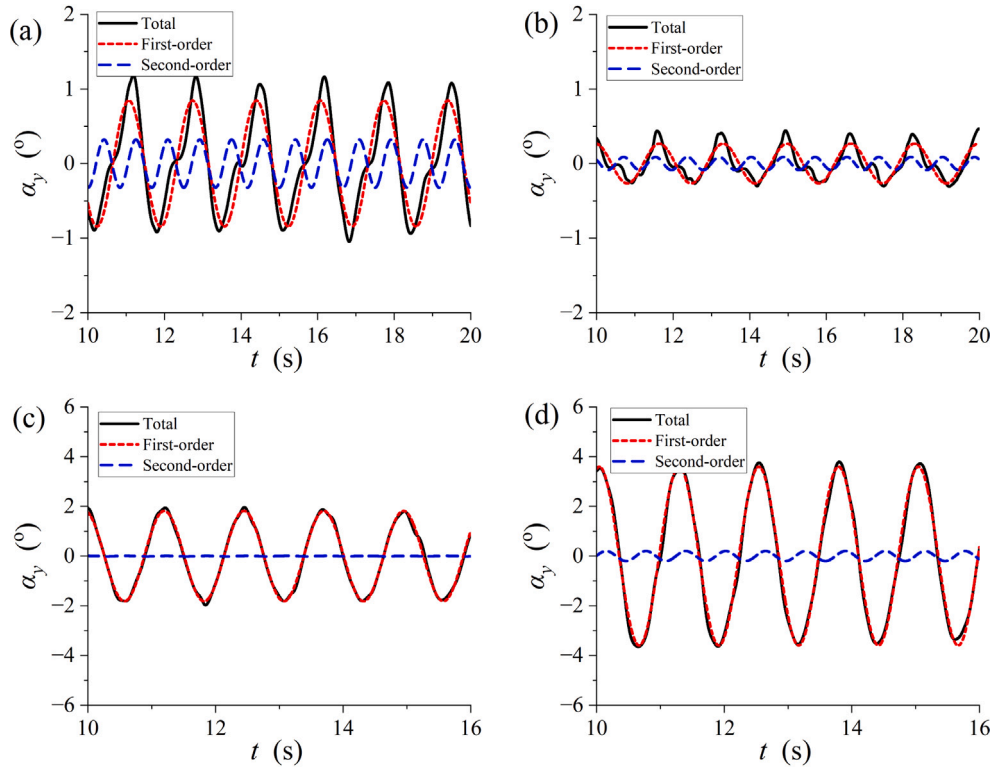 (a)
2
1
0
−1
−2
α_y (°)
Total
First-order
Second-order
10 12 14 16 18 20
t (s)
(b)
2
1
0
−1
−2
α_y (°)
Total
First-order
Second-order
10 12 14 16 18 20
t (s)
(c)
6
4
2
0
−2
−4
−6
α_y (°)
Total
First-order
Second-order
10 12 14 16
t (s)
(d)
6
4
2
0
−2
−4
−6
α_y (°)
Total
First-order
Second-order
10 12 14 16
t (s)